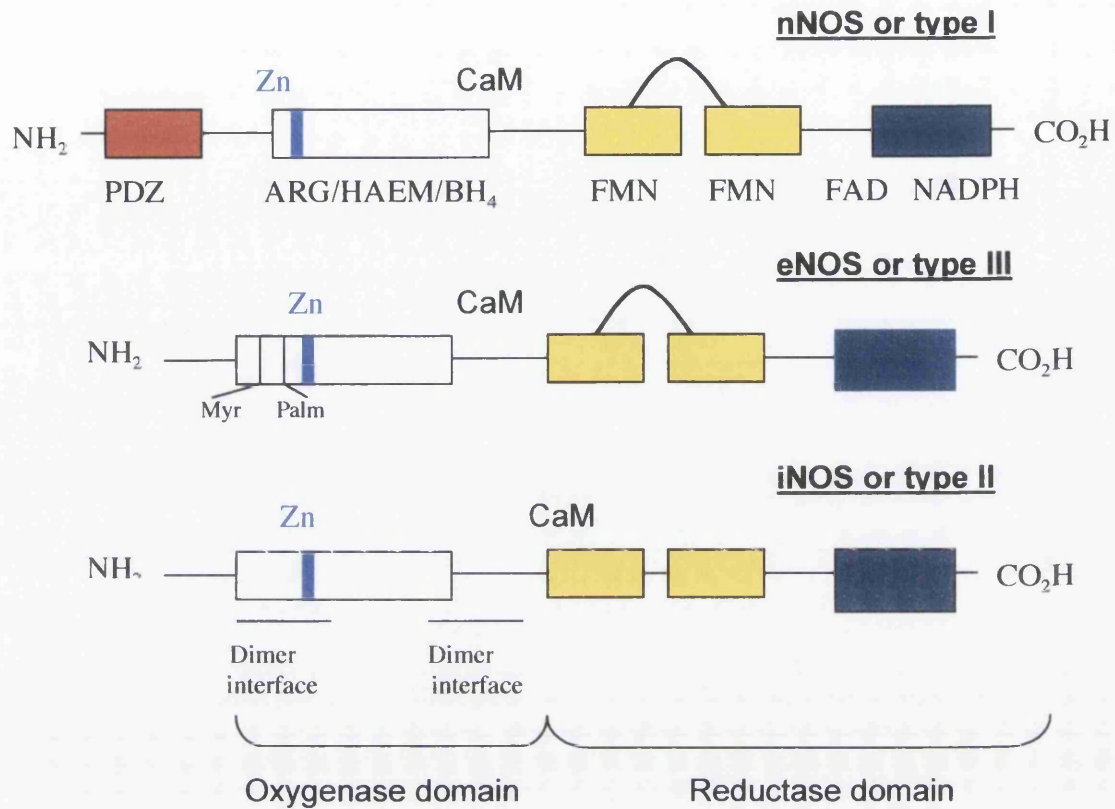 nNOS or type I
Zn
CaM
NH2
CO2H
PDZ
ARG/HAEM/BH4
FMN
FMN
FAD
NADPH
eNOS or type III
Zn
CaM
NH2
CO2H
Myr
Palm
iNOS or type II
Zn
CaM
NH2
CO2H
Dimer
interface
Dimer
interface
Oxygenase domain
Reductase domain